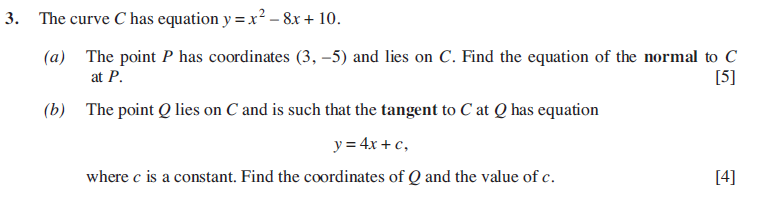 3. The curve C has equation y = x² – 8x + 10.
(a) The point P has coordinates (3, –5) and lies on C. Find the equation of the normal to C
at P. [5]
(b) The point Q lies on C and is such that the tangent to C at Q has equation
y = 4x + c,
where c is a constant. Find the coordinates of Q and the value of c. [4]